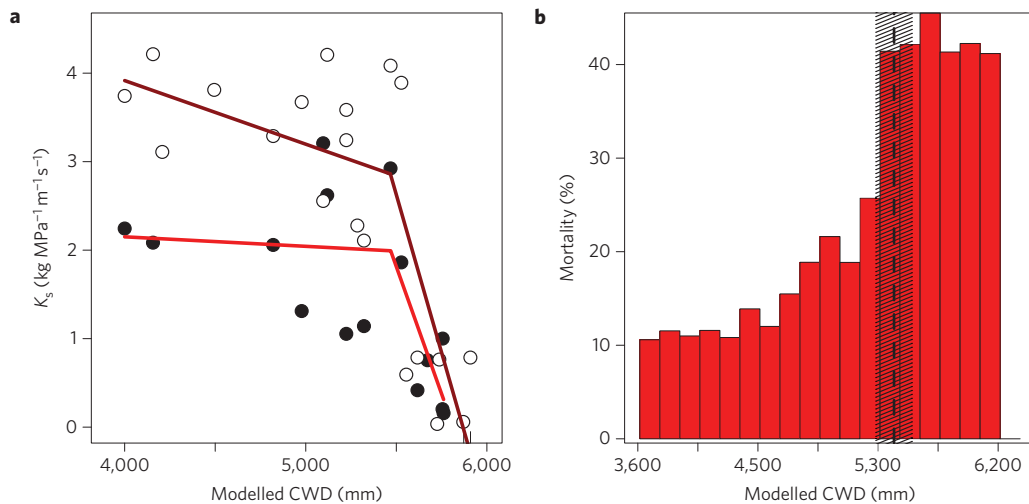 a
4
3
2
1
0
Kₛ (kg MPa⁻¹ m⁻¹ s⁻¹)
4,000 5,000 6,000
Modelled CWD (mm)
b
40
30
20
10
0
Mortality (%)
3,600 4,500 5,300 6,200
Modelled CWD (mm)